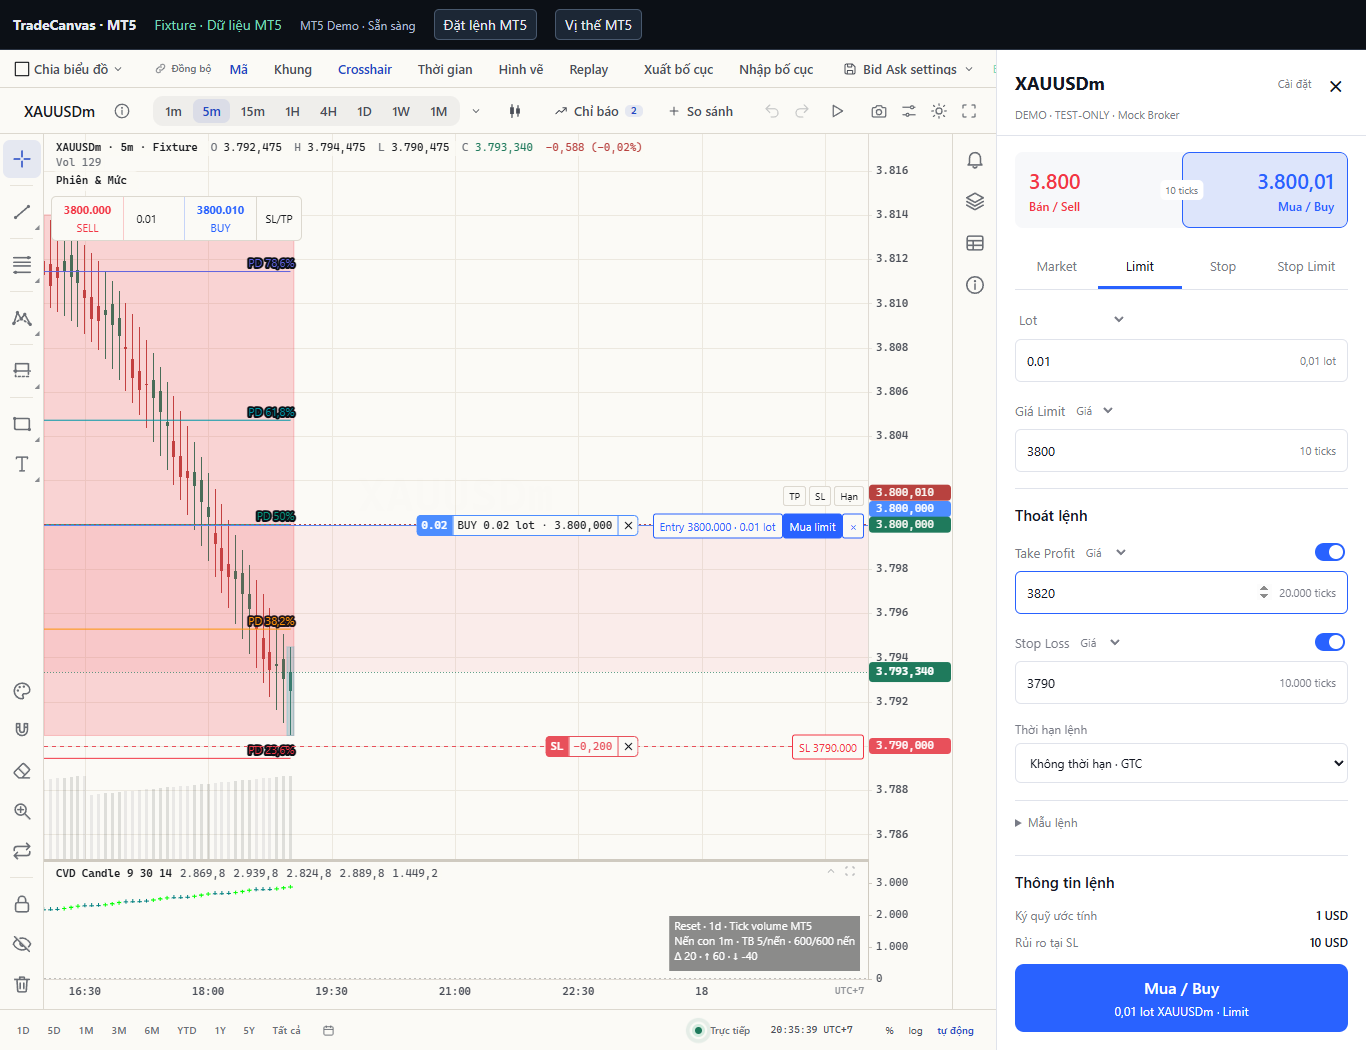 TradeCanvas · MT5 Fixture · Dữ liệu MT5 MT5 Demo · Sẵn sàng Đặt lệnh MT5 Vị thế MT5
Chia biểu đồ Đồng bộ Mã Khung Crosshair Thời gian Hình vẽ Replay Xuất bố cục Nhập bố cục Bid Ask settings
XAUUSDm 1m 5m 15m 1H 4H 1D 1W 1M Chỉ báo 2 So sánh
XAUUSDm · 5m · Fixture O 3.792,475 H 3.794,475 L 3.790,475 C 3.793,340 −0,588 (−0,02%)
Vol 129
Phiên & Mức
3800.000 SELL
0.01
3800.010 BUY
SL/TP
PD 78,6%
PD 61,8%
PD 50%
PD 38,2%
PD 23,6%
TP SL Hạn
0.02 BUY 0.02 lot · 3.800,000 ×
Entry 3800.000 · 0.01 lot Mua limit ×
SL −0,200 ×
SL 3790.000
3.816
3.814
3.812
3.810
3.808
3.806
3.804
3.800,010
3.800,000
3.800,000
3.798
3.796
3.794
3.793,340
3.792
3.790,000
3.788
3.786
CVD Candle 9 30 14 2.869,8 2.939,8 2.824,8 2.889,8 1.449,2
3.000
2.000
1.000
0
Reset · 1d · Tick volume MT5
Nến con 1m · TB 5/nến · 600/600 nến
Δ 20 · ↑ 60 · ↓ -40
16:30 18:00 19:30 21:00 22:30 18 UTC+7
1D 5D 1M 3M 6M YTD 1Y 5Y Tất cả Trực tiếp 20:35:39 UTC+7 % log tự động
XAUUSDm Cài đặt
DEMO · TEST-ONLY · Mock Broker
3.800
Bán / Sell
10 ticks
3.800,01
Mua / Buy
Market Limit Stop Stop Limit
Lot
0.01 0,01 lot
Giá Limit Giá
3800 10 ticks
Thoát lệnh
Take Profit Giá
3820 20.000 ticks
Stop Loss Giá
3790 10.000 ticks
Thời hạn lệnh
Không thời hạn · GTC
Mẫu lệnh
Thông tin lệnh
Ký quỹ ước tính 1 USD
Rủi ro tại SL 10 USD
Mua / Buy
0,01 lot XAUUSDm · Limit